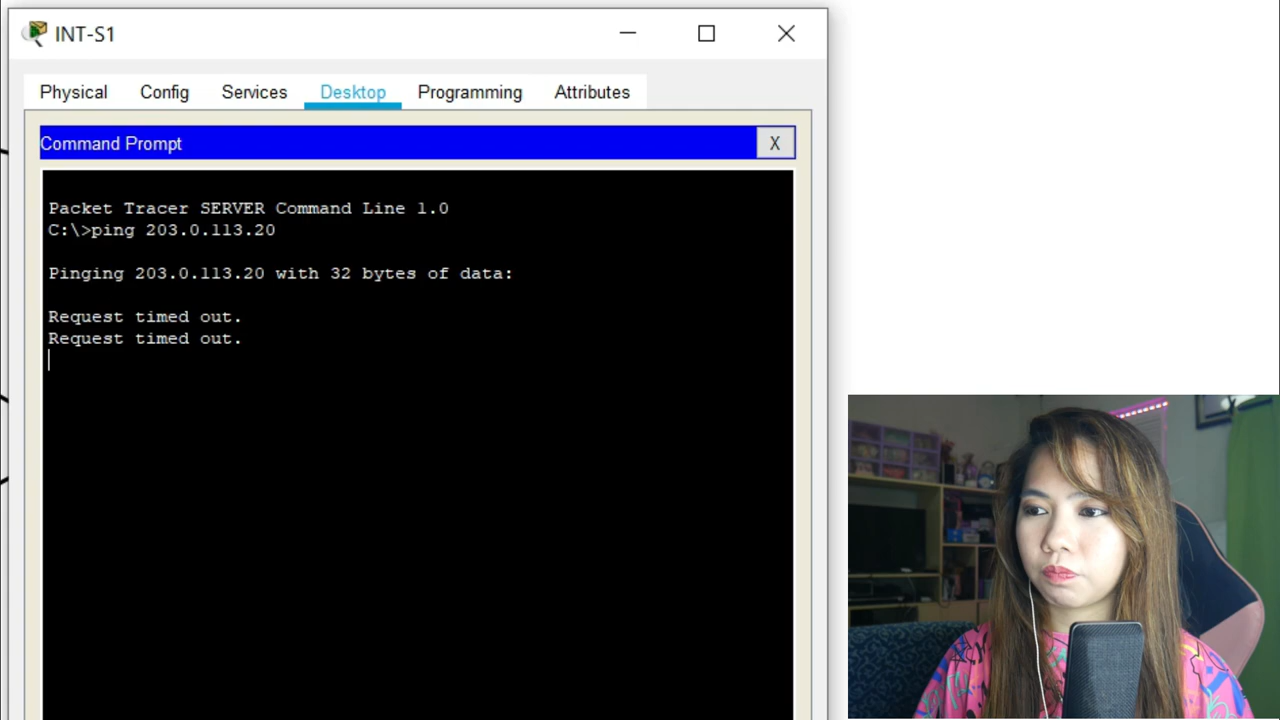 INT-S1
Physical Config Services Desktop Programming Attributes
Command Prompt X
Packet Tracer SERVER Command Line 1.0
C:\>ping 203.0.113.20
Pinging 203.0.113.20 with 32 bytes of data:
Request timed out.
Request timed out.